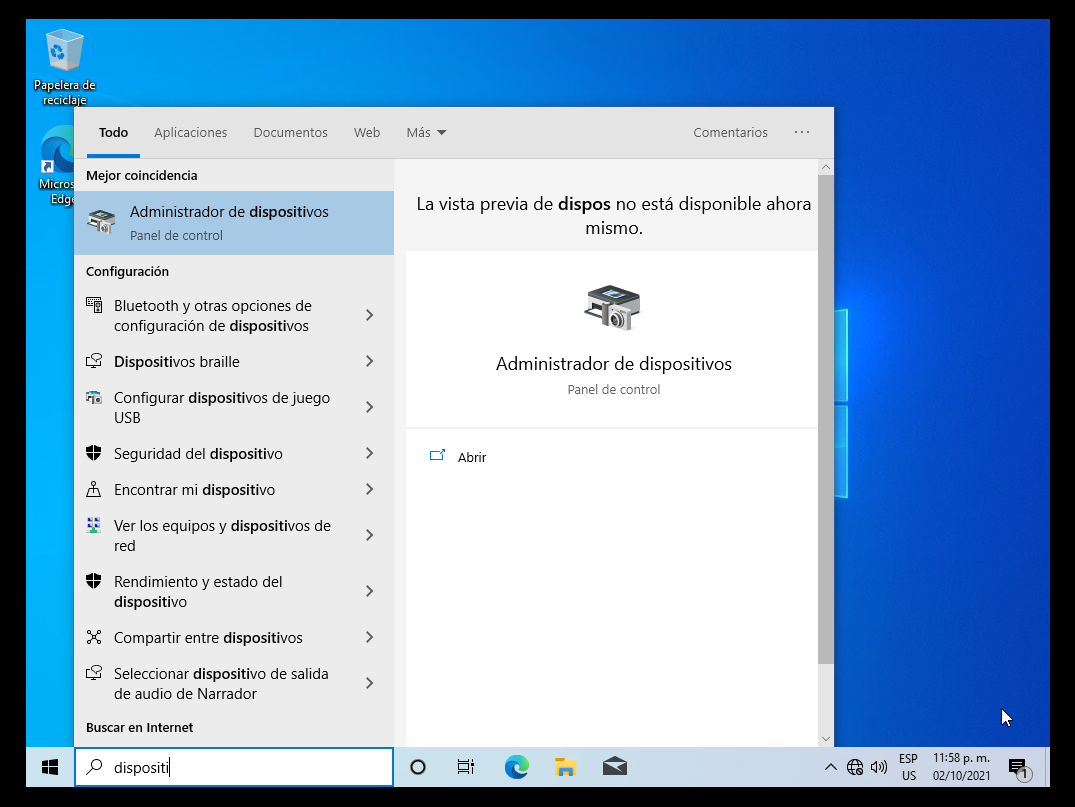 Papelera de
reciclaje
Micros
Edge
Todo Aplicaciones Documentos Web Más Comentarios ...
Mejor coincidencia
Administrador de dispositivos
Panel de control
Configuración
Bluetooth y otras opciones de
configuración de dispositivos
Dispositivos braille
Configurar dispositivos de juego
USB
Seguridad del dispositivo
Encontrar mi dispositivo
Ver los equipos y dispositivos de
red
Rendimiento y estado del
dispositivo
Compartir entre dispositivos
Seleccionar dispositivo de salida
de audio de Narrador
Buscar en Internet
La vista previa de dispos no está disponible ahora
mismo.
Administrador de dispositivos
Panel de control
Abrir
dispositi
ESP
US
11:58 p. m.
02/10/2021
1